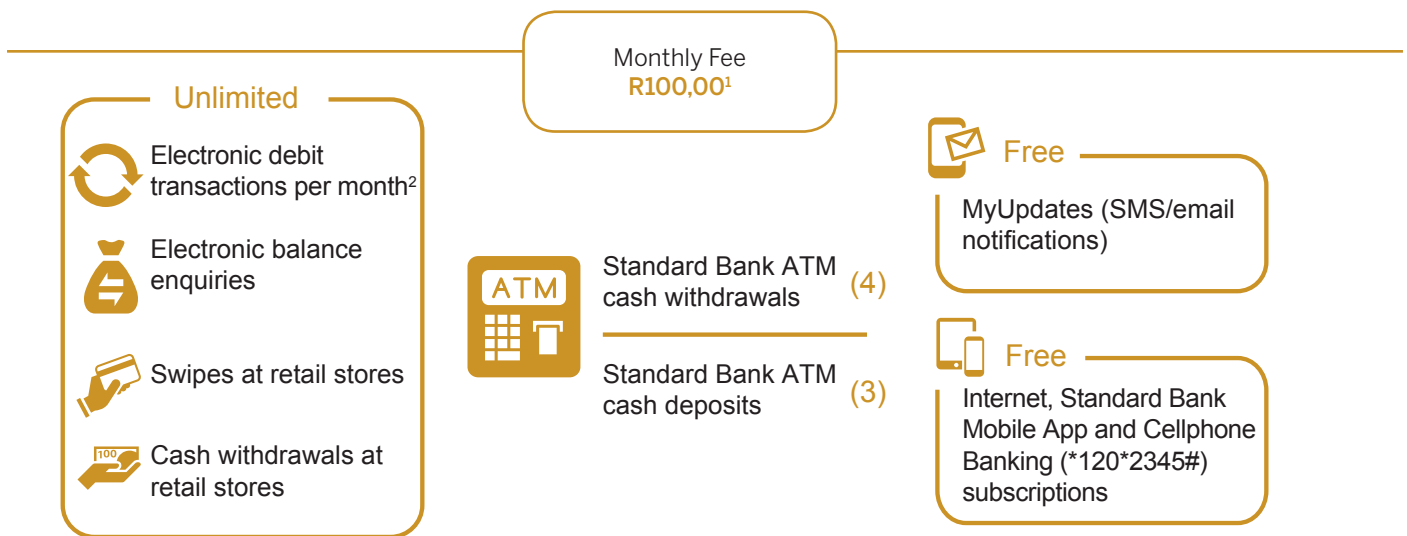 Monthly Fee
R100,00¹
Unlimited
Electronic debit
transactions per month²
Electronic balance
enquiries
Swipes at retail stores
100
Cash withdrawals at
retail stores
ATM
Standard Bank ATM
cash withdrawals (4)
Standard Bank ATM
cash deposits (3)
Free
MyUpdates (SMS/email
notifications)
Free
Internet, Standard Bank
Mobile App and Cellphone
Banking (*120*2345#)
subscriptions